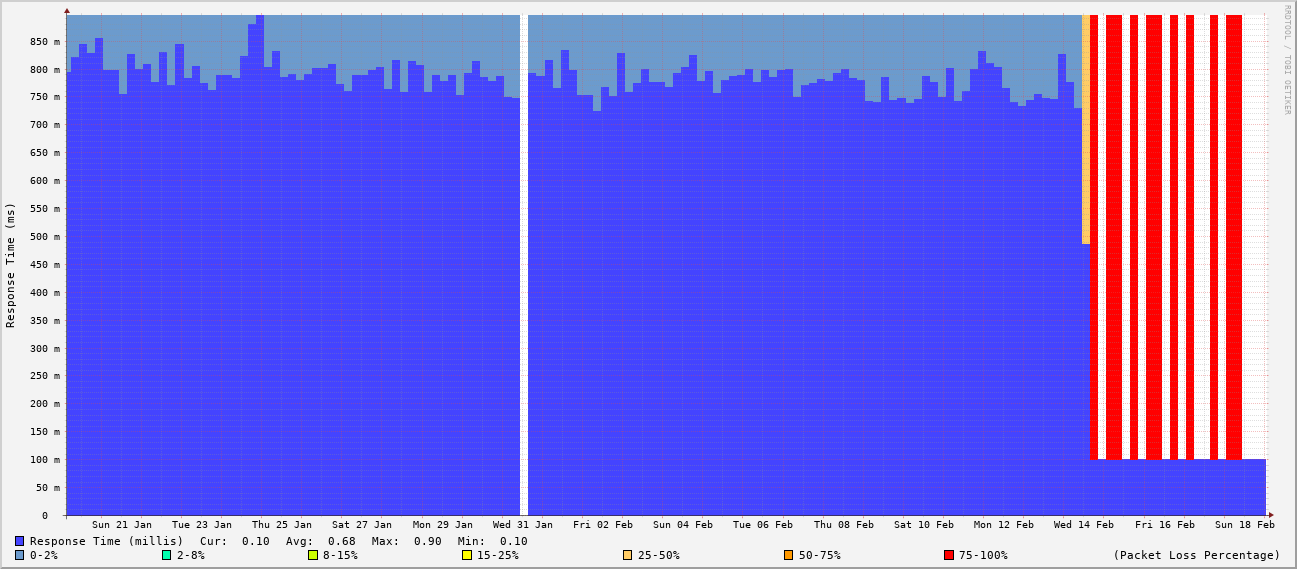 RRDTOOL / TOBI OETIKER
Response Time (ms)
850 m
800 m
750 m
700 m
650 m
600 m
550 m
500 m
450 m
400 m
350 m
300 m
250 m
200 m
150 m
100 m
50 m
0
Sun 21 Jan Tue 23 Jan Thu 25 Jan Sat 27 Jan Mon 29 Jan Wed 31 Jan Fri 02 Feb Sun 04 Feb Tue 06 Feb Thu 08 Feb Sat 10 Feb Mon 12 Feb Wed 14 Feb Fri 16 Feb Sun 18 Feb
Response Time (millis) Cur: 0.10 Avg: 0.68 Max: 0.90 Min: 0.10
0-2% 2-8% 8-15% 15-25% 25-50% 50-75% 75-100% (Packet Loss Percentage)